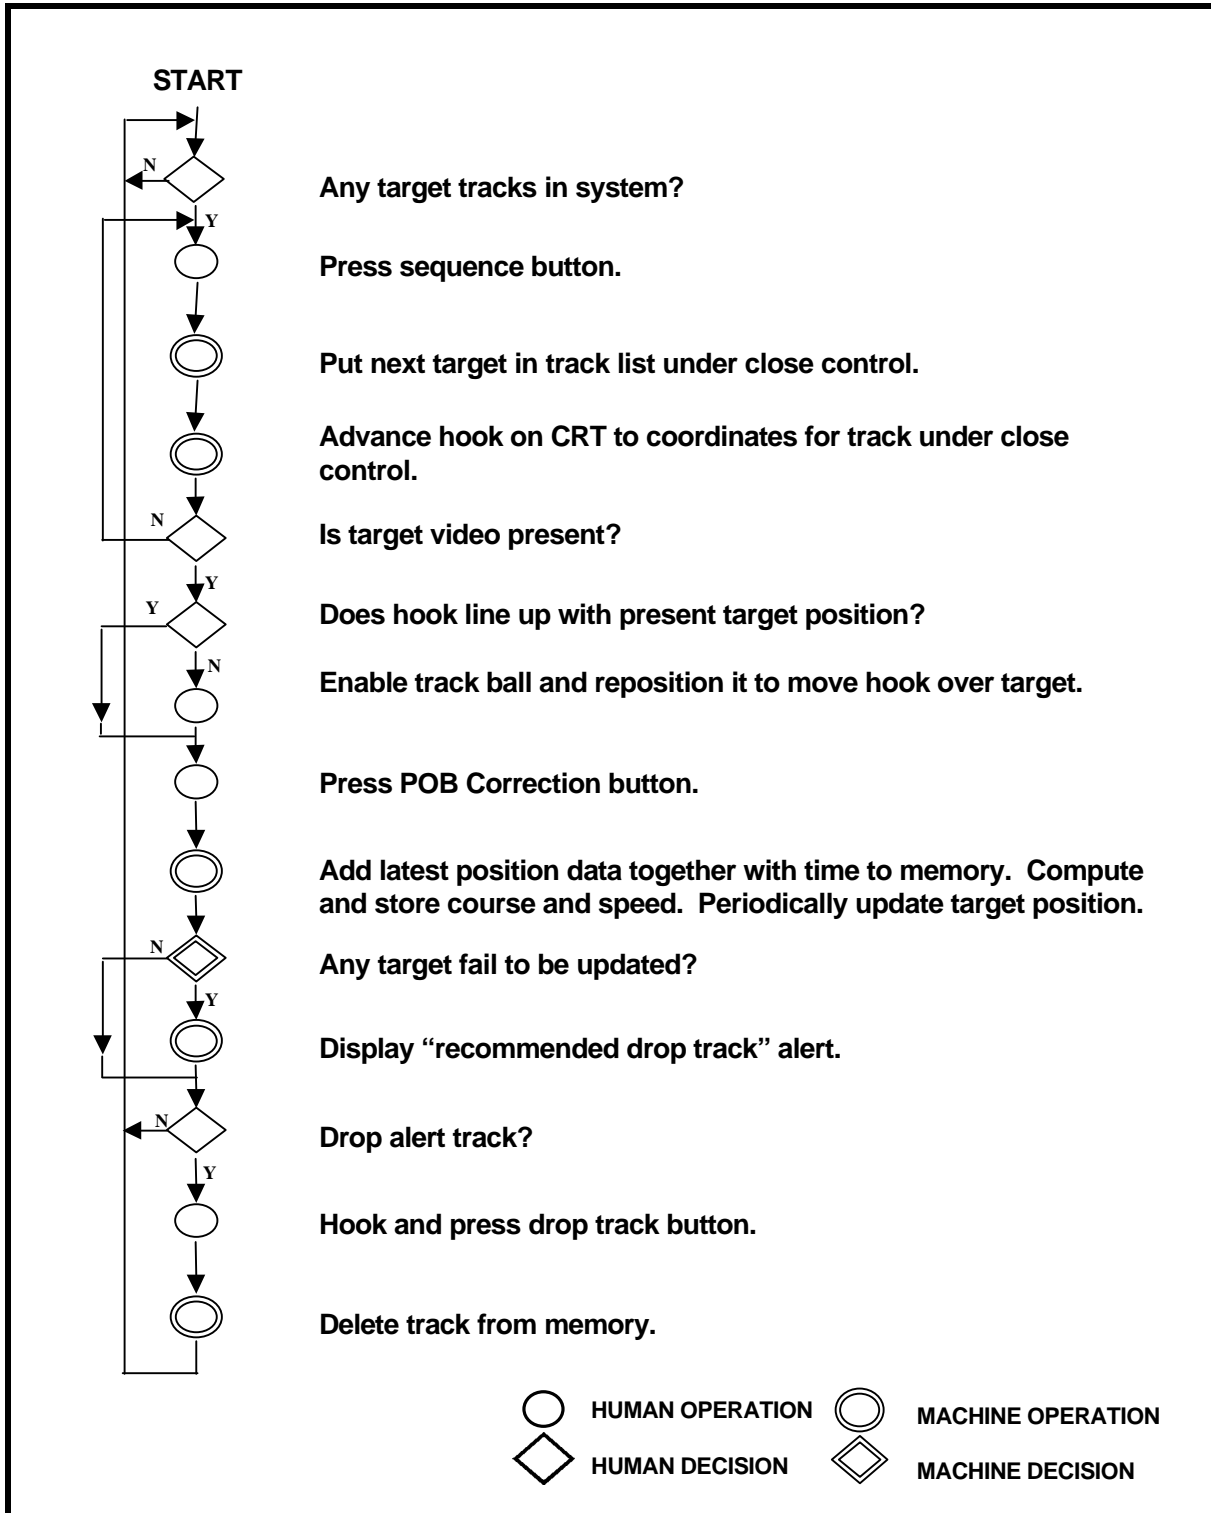 START
N
Any target tracks in system?
Y
Press sequence button.
Put next target in track list under close control.
Advance hook on CRT to coordinates for track under close
control.
N
Is target video present?
Y
Y
Does hook line up with present target position?
N
Enable track ball and reposition it to move hook over target.
Press POB Correction button.
Add latest position data together with time to memory.  Compute
and store course and speed.  Periodically update target position.
N
Any target fail to be updated?
Y
Display “recommended drop track” alert.
N
Drop alert track?
Y
Hook and press drop track button.
Delete track from memory.
HUMAN OPERATION
MACHINE OPERATION
HUMAN DECISION
MACHINE DECISION